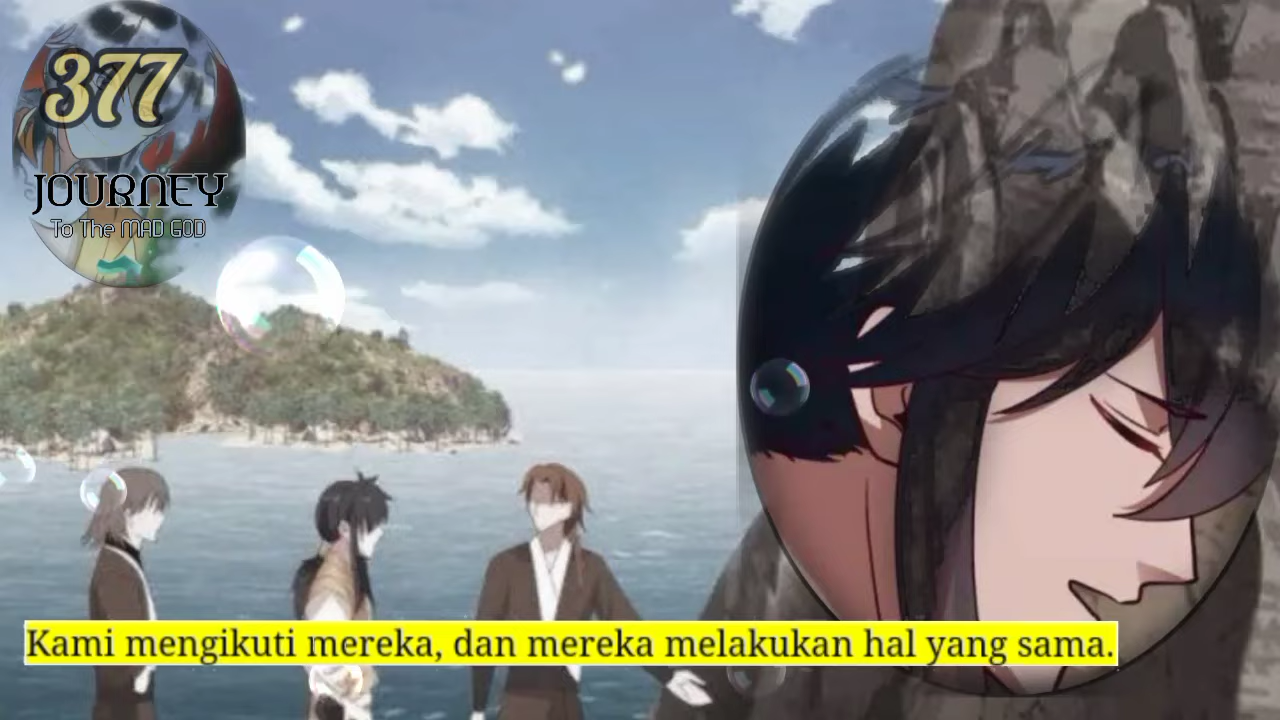 377
JOURNEY
To The MAD GOD
Kami mengikuti mereka, dan mereka melakukan hal yang sama.